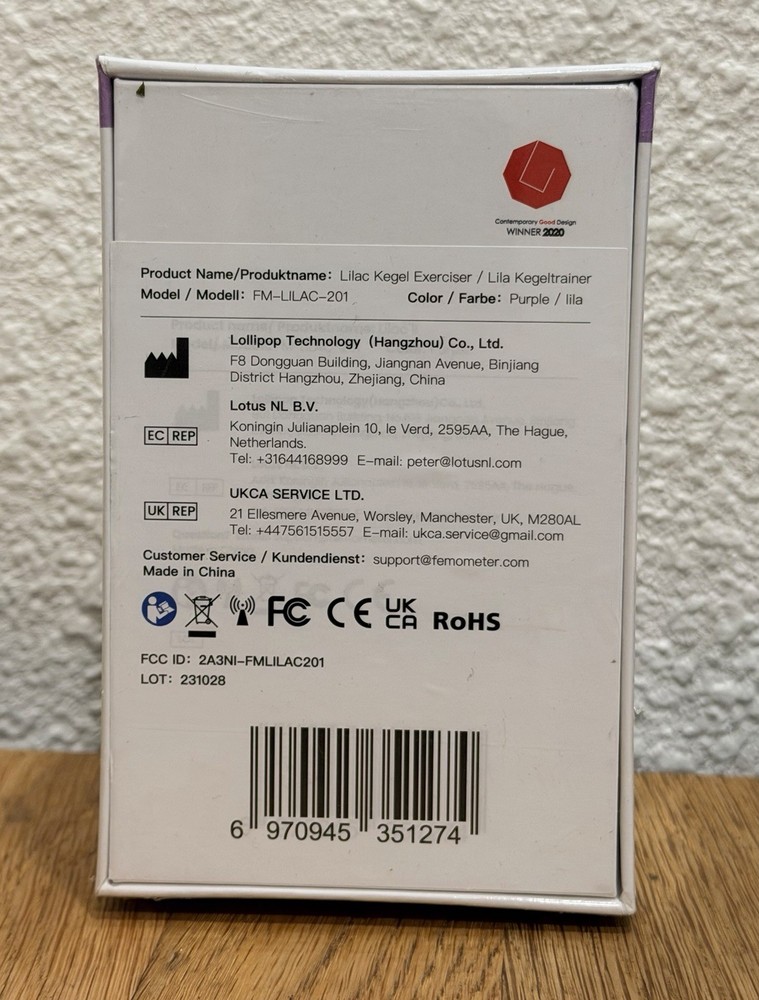 Contemporary Good Design
WINNER 2020
Product Name/Produktname: Lilac Kegel Exerciser / Lila Kegeltrainer
Model / Modell: FM-LILAC-201 Color / Farbe: Purple / lila
Lollipop Technology (Hangzhou) Co., Ltd.
F8 Dongguan Building, Jiangnan Avenue, Binjiang
District Hangzhou, Zhejiang, China
Lotus NL B.V.
EC REP
Koningin Julianaplein 10, le Verd, 2595AA, The Hague,
Netherlands.
Tel: +31644168999 E-mail: peter@lotusnl.com
UKCA SERVICE LTD.
UK REP
21 Ellesmere Avenue, Worsley, Manchester, UK, M280AL
Tel: +447561515557 E-mail: ukca.service@gmail.com
Customer Service / Kundendienst: support@femometer.com
Made in China
FC CE UK CA RoHS
FCC ID: 2A3NI-FMLILAC201
LOT: 231028
6 970945 351274